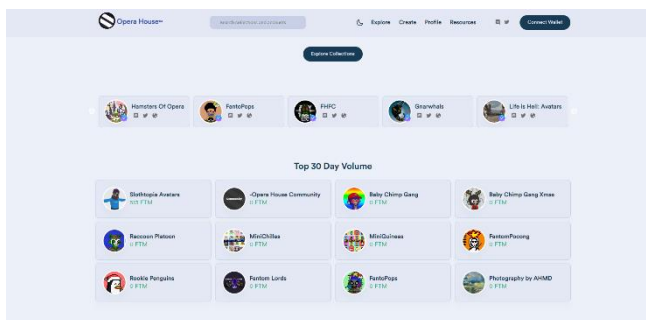 Opera House
Explore
Create
Profile
Resources
Connect Wallet
Explore Collections
Hamsters Of Opera
FantoPops
FHFC
Gnarwhals
Life is Hell: Avatars
Top 30 Day Volume
Slothtopia Avatars
FTM
-Opera House Community
0 FTM
Baby Chimp Gang
0 FTM
Baby Chimp Gang Xmas
0 FTM
Raccoon Platoon
0 FTM
MiniChillas
0 FTM
MiniGuineas
0 FTM
FantomPacong
0 FTM
Rookie Penguins
0 FTM
Fantom Lords
0 FTM
FantoPops
0 FTM
Photography by AHMD
0 FTM